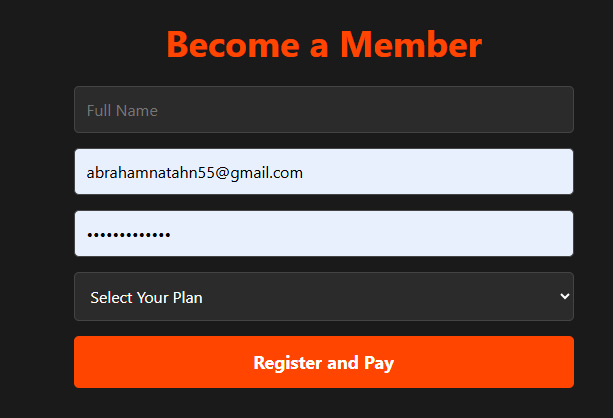 Become a Member
Full Name
abrahamnatahn55@gmail.com
•••••••••••••
Select Your Plan
Register and Pay